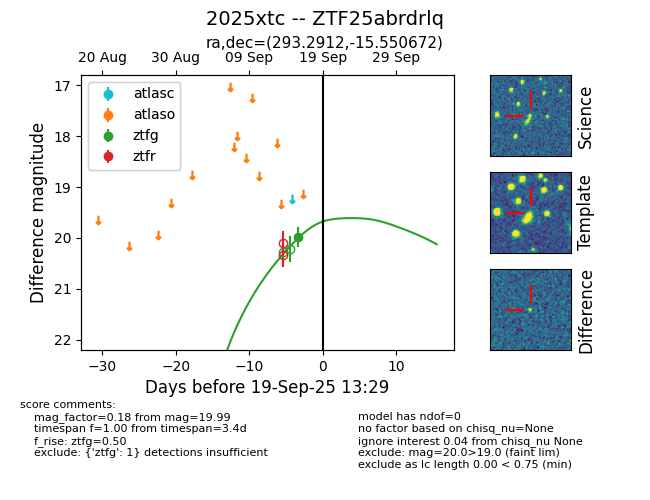 2025xtc -- ZTF25abrdrlq
ra,dec=(293.2912,-15.550672)
20 Aug 30 Aug 09 Sep 19 Sep 29 Sep
atlasc
atlaso
ztfg
ztfr
17
18
19
20
21
22
Difference magnitude
−30 −20 −10 0 10
Days before 19-Sep-25 13:29
Science
Template
Difference
score comments:
mag_factor=0.18 from mag=19.99
timespan f=1.00 from timespan=3.4d
f_rise: ztfg=0.50
exclude: {'ztfg': 1} detections insufficient
model has ndof=0
no factor based on chisq_nu=None
ignore interest 0.04 from chisq_nu None
exclude: mag=20.0>19.0 (faint lim)
exclude as lc length 0.00 < 0.75 (min)